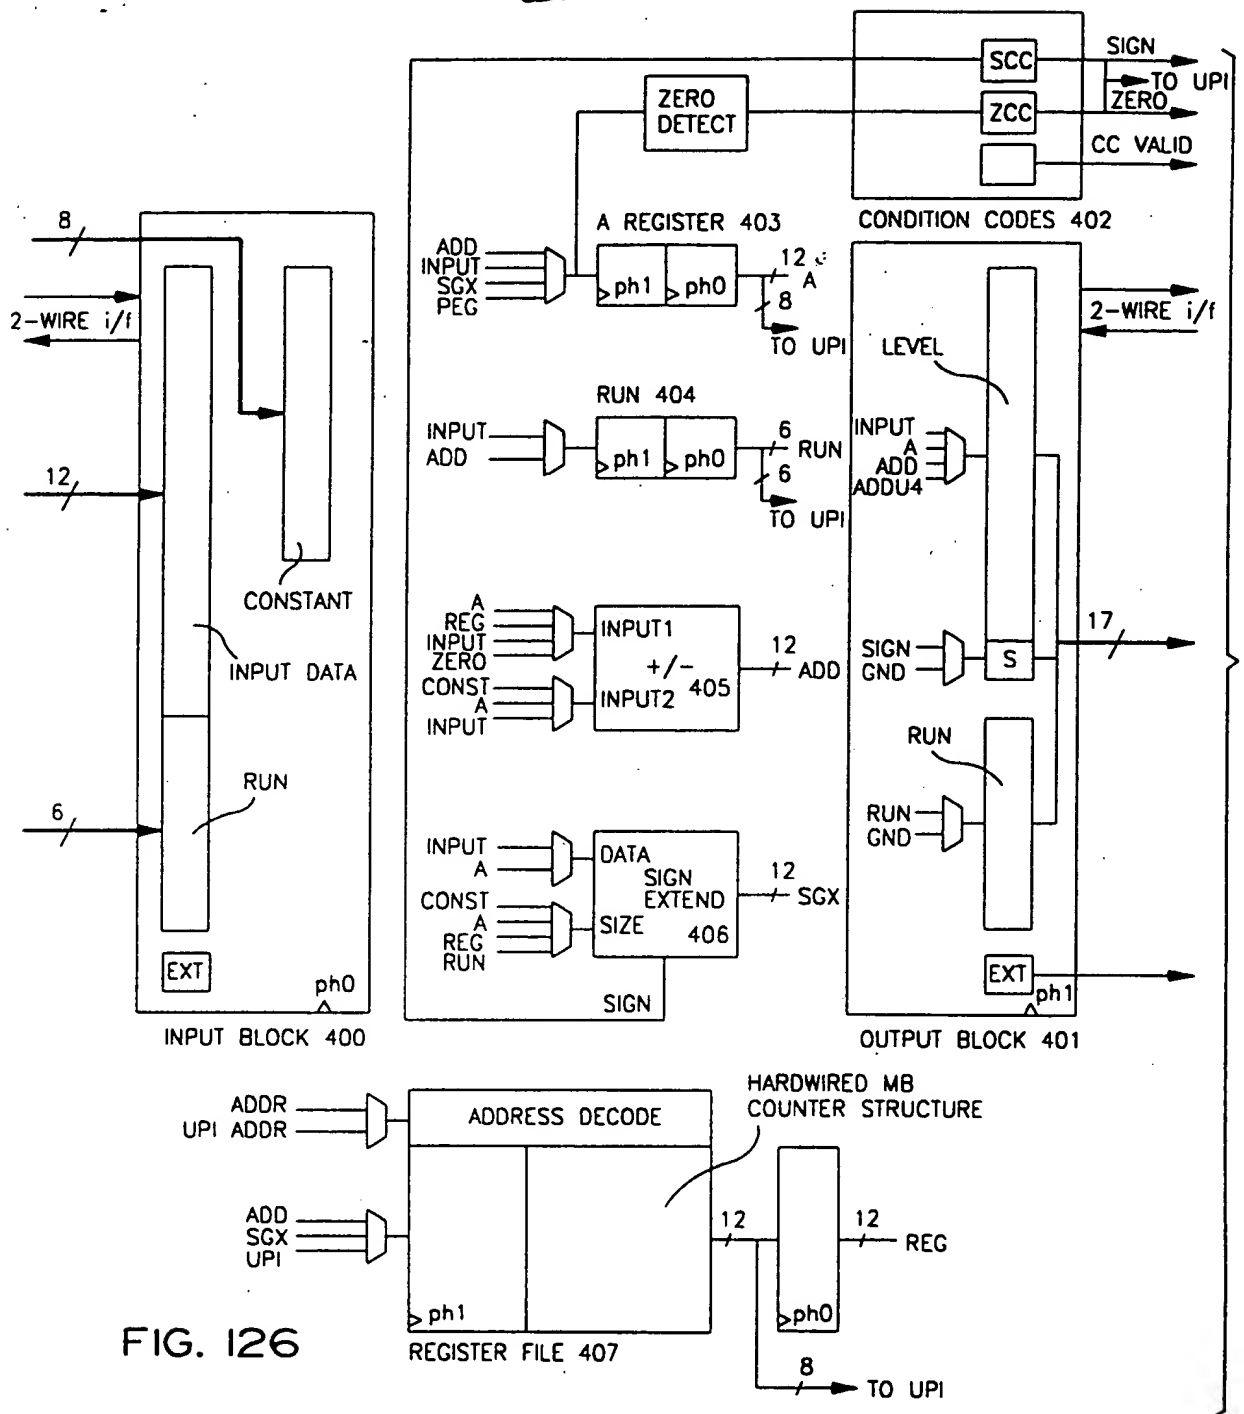 SCC
SIGN
TO UPI
ZCC
ZERO
CC VALID
ZERO
DETECT
CONDITION CODES 402
8
2-WIRE i/f
12
6
CONSTANT
INPUT DATA
RUN
EXT
ph0
INPUT BLOCK 400
A REGISTER 403
ADD
INPUT
SGX
PEG
ph1
ph0
12
A
8
TO UPI
RUN 404
INPUT
ADD
ph1
ph0
6
RUN
6
TO UPI
A
REG
INPUT
ZERO
CONST
A
INPUT
INPUT1
+/-
405
INPUT2
12
ADD
INPUT
A
CONST
A
REG
RUN
DATA
SIGN
EXTEND
SIZE
406
12
SGX
SIGN
2-WIRE i/f
LEVEL
INPUT
A
ADD
ADDU4
SIGN
GND
S
17
RUN
RUN
GND
EXT
ph1
OUTPUT BLOCK 401
HARDWIRED MB
COUNTER STRUCTURE
ADDR
UPI ADDR
ADDRESS DECODE
ADD
SGX
UPI
ph1
12
ph0
12
REG
8
TO UPI
REGISTER FILE 407
FIG. 126